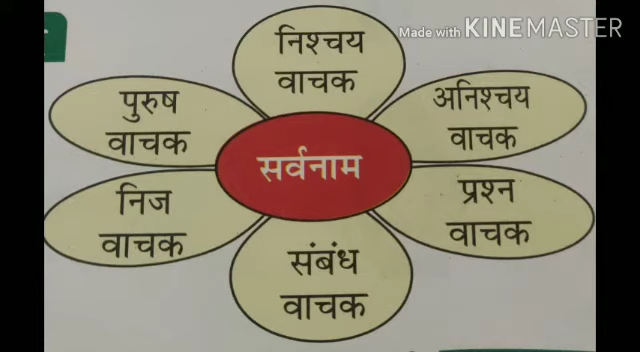 Made with KINEMASTER
निश्चय
वाचक
पुरुष
वाचक
अनिश्चय
वाचक
सर्वनाम
निज
वाचक
प्रश्न
वाचक
संबंध
वाचक